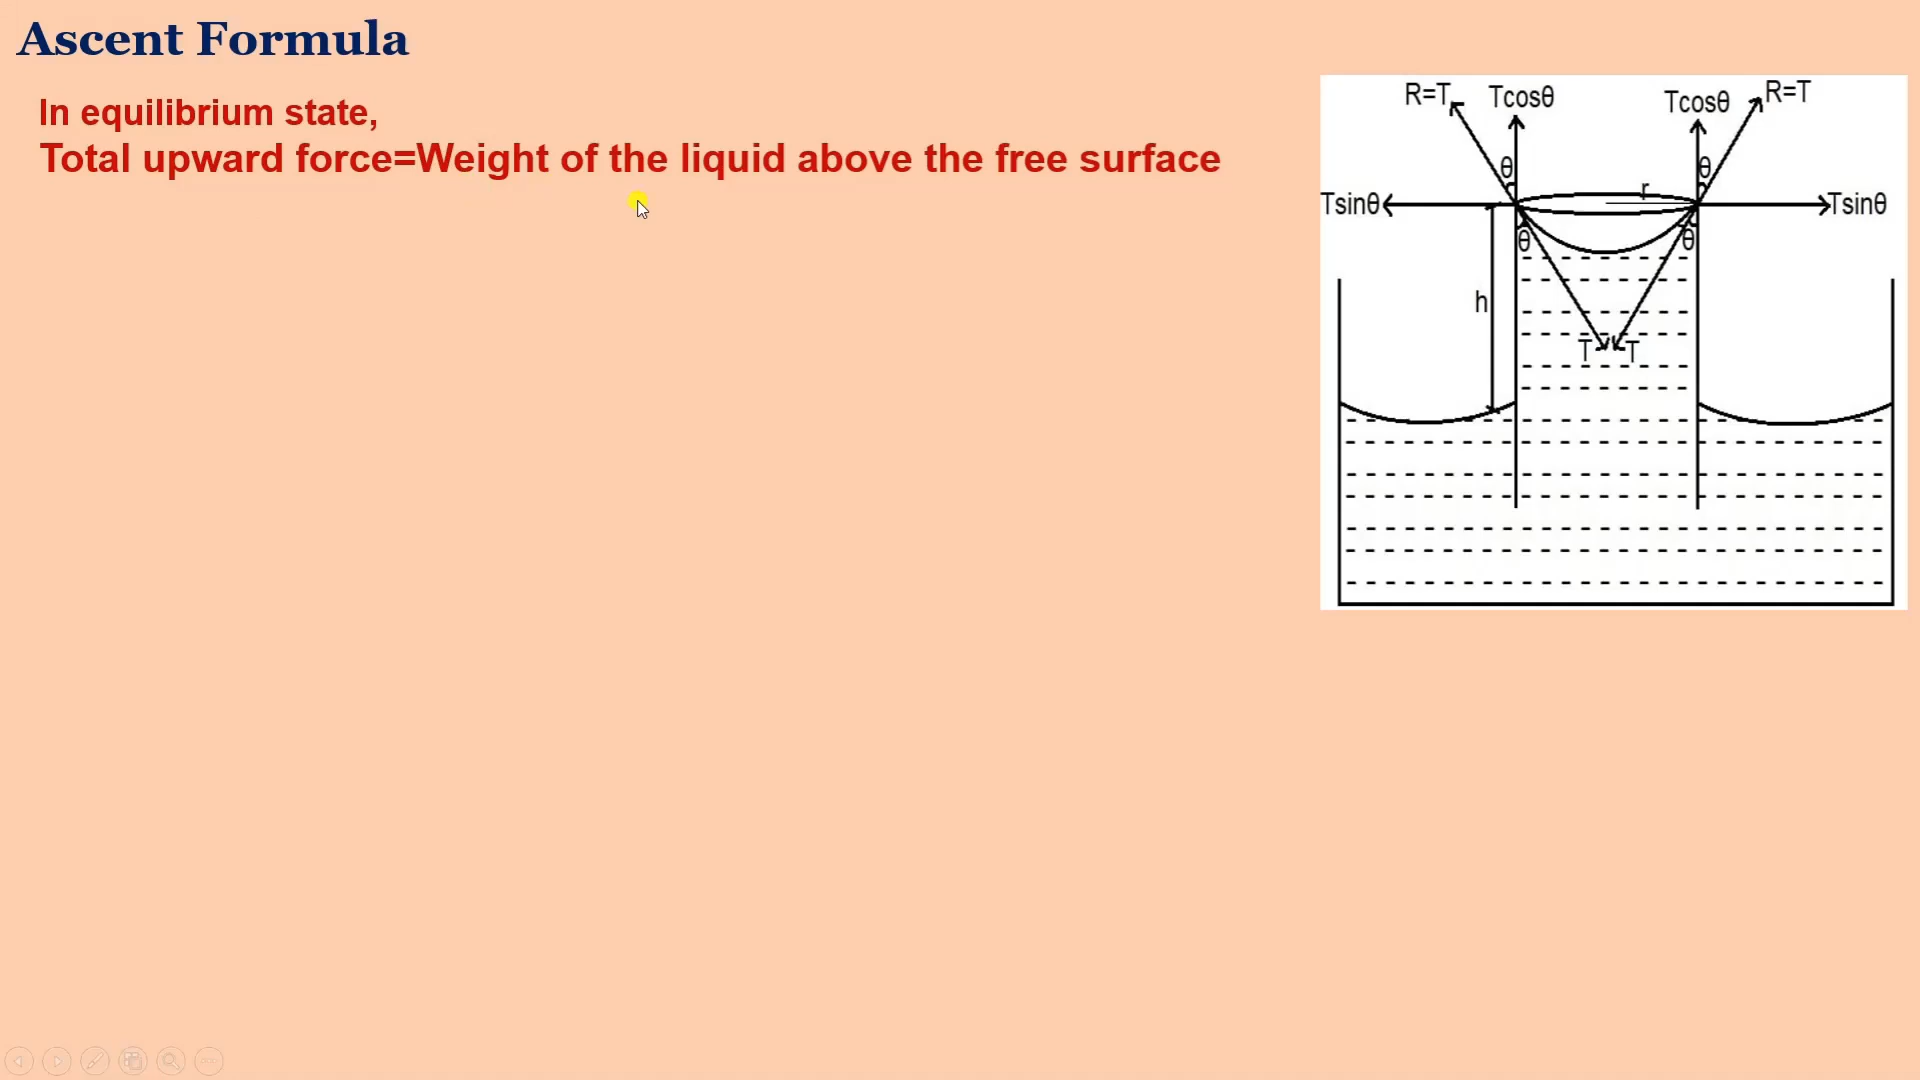 Ascent Formula
In equilibrium state,
Total upward force=Weight of the liquid above the free surface
R=T Tcosθ Tcosθ R=T
θ θ
Tsinθ r Tsinθ
θ θ
h
T T